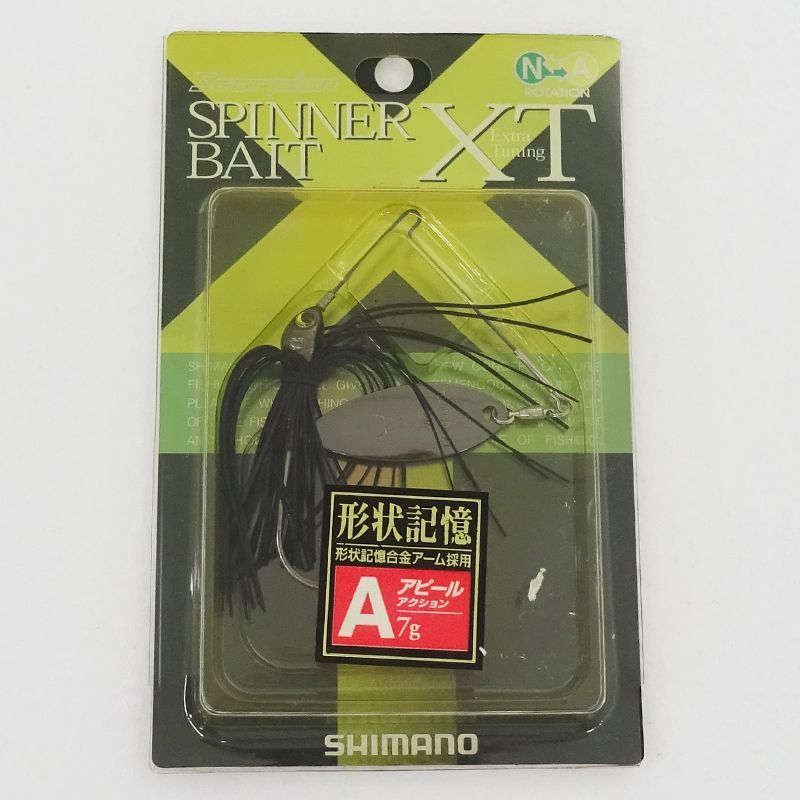 Scorpion
SPINNER
BAIT
XT
Extra
Tuning
N A
ROTATION
形状記憶
形状記憶合金アーム採用
A
アピール
アクション
7g
SHIMANO